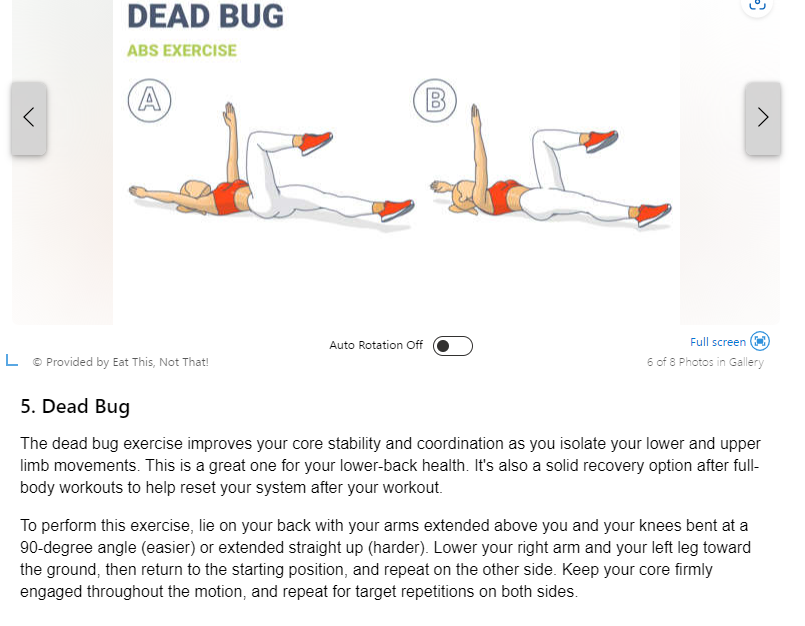 DEAD BUG
ABS EXERCISE
A
B
Auto Rotation Off
Full screen
© Provided by Eat This, Not That!
6 of 8 Photos in Gallery
5. Dead Bug
The dead bug exercise improves your core stability and coordination as you isolate your lower and upper
limb movements. This is a great one for your lower-back health. It's also a solid recovery option after full-
body workouts to help reset your system after your workout.
To perform this exercise, lie on your back with your arms extended above you and your knees bent at a
90-degree angle (easier) or extended straight up (harder). Lower your right arm and your left leg toward
the ground, then return to the starting position, and repeat on the other side. Keep your core firmly
engaged throughout the motion, and repeat for target repetitions on both sides.